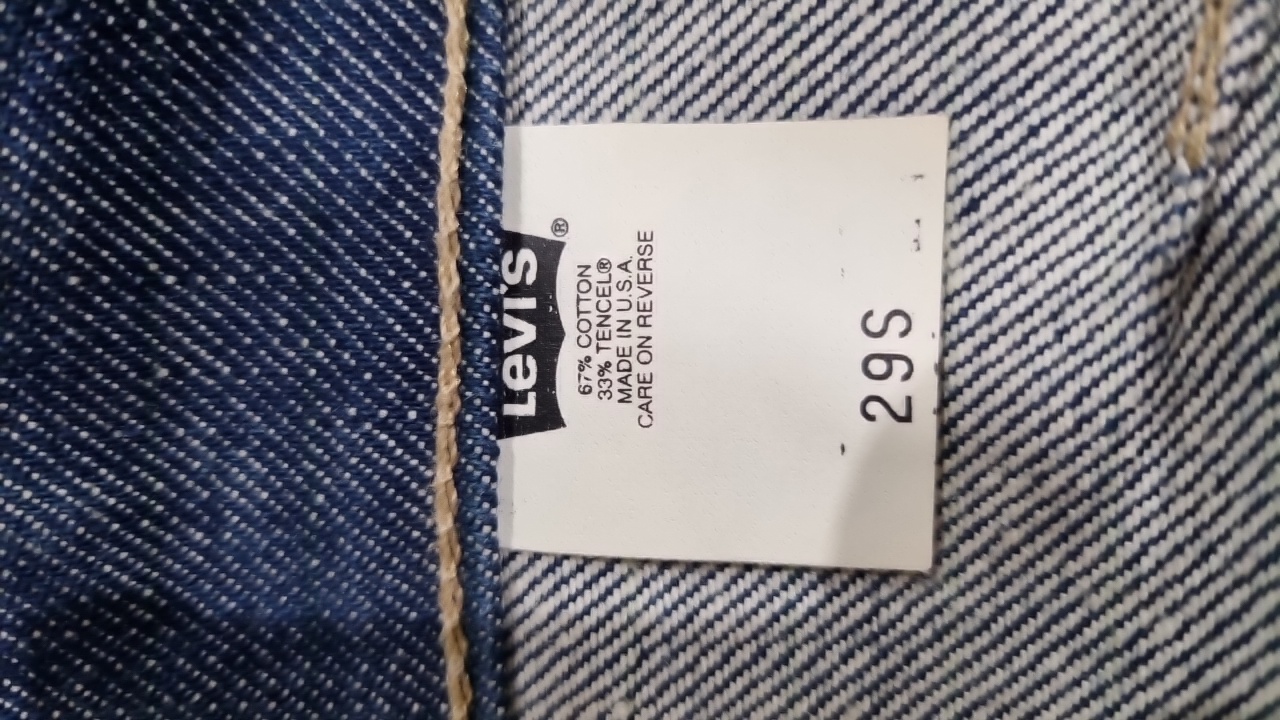 Levi's ®
67% COTTON
33% TENCEL®
MADE IN U.S.A.
CARE ON REVERSE
29S